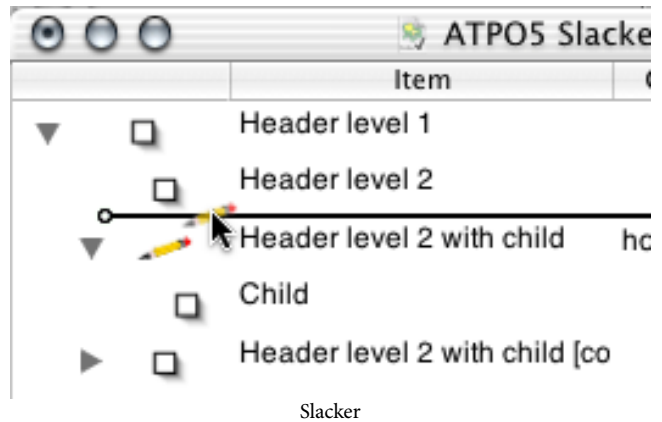 ATPO5 Slacke
Item
Header level 1
Header level 2
Header level 2 with child
Child
Header level 2 with child [co
Slacker